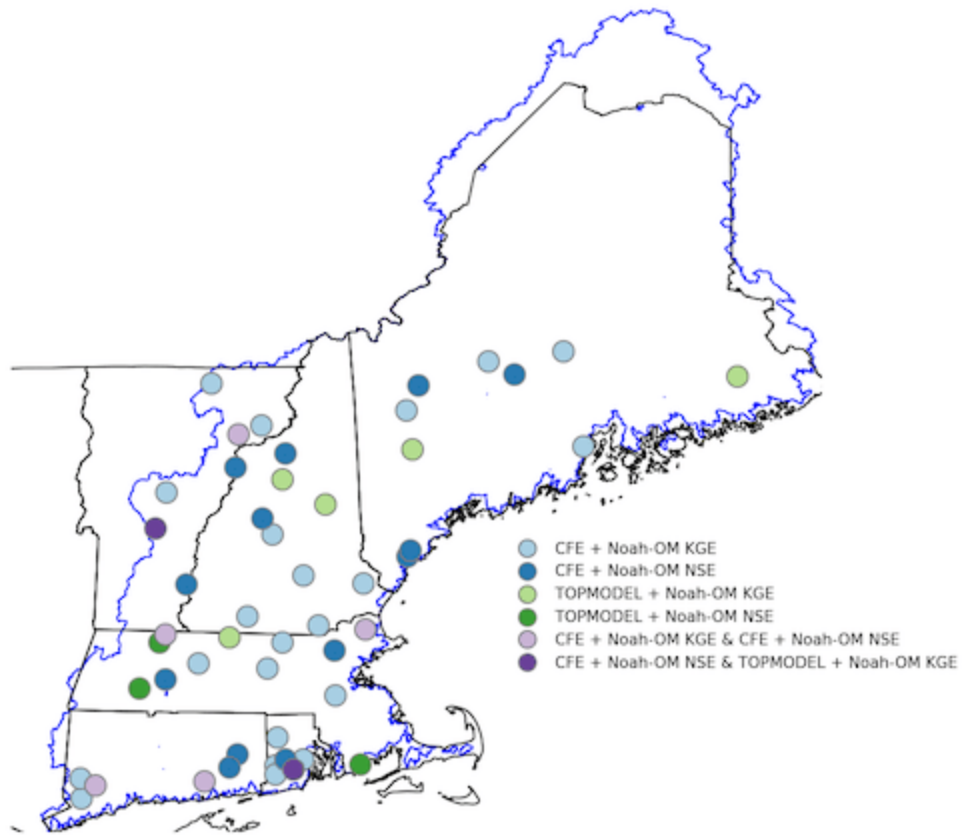 CFE + Noah-OM KGE
CFE + Noah-OM NSE
TOPMODEL + Noah-OM KGE
TOPMODEL + Noah-OM NSE
CFE + Noah-OM KGE & CFE + Noah-OM NSE
CFE + Noah-OM NSE & TOPMODEL + Noah-OM KGE